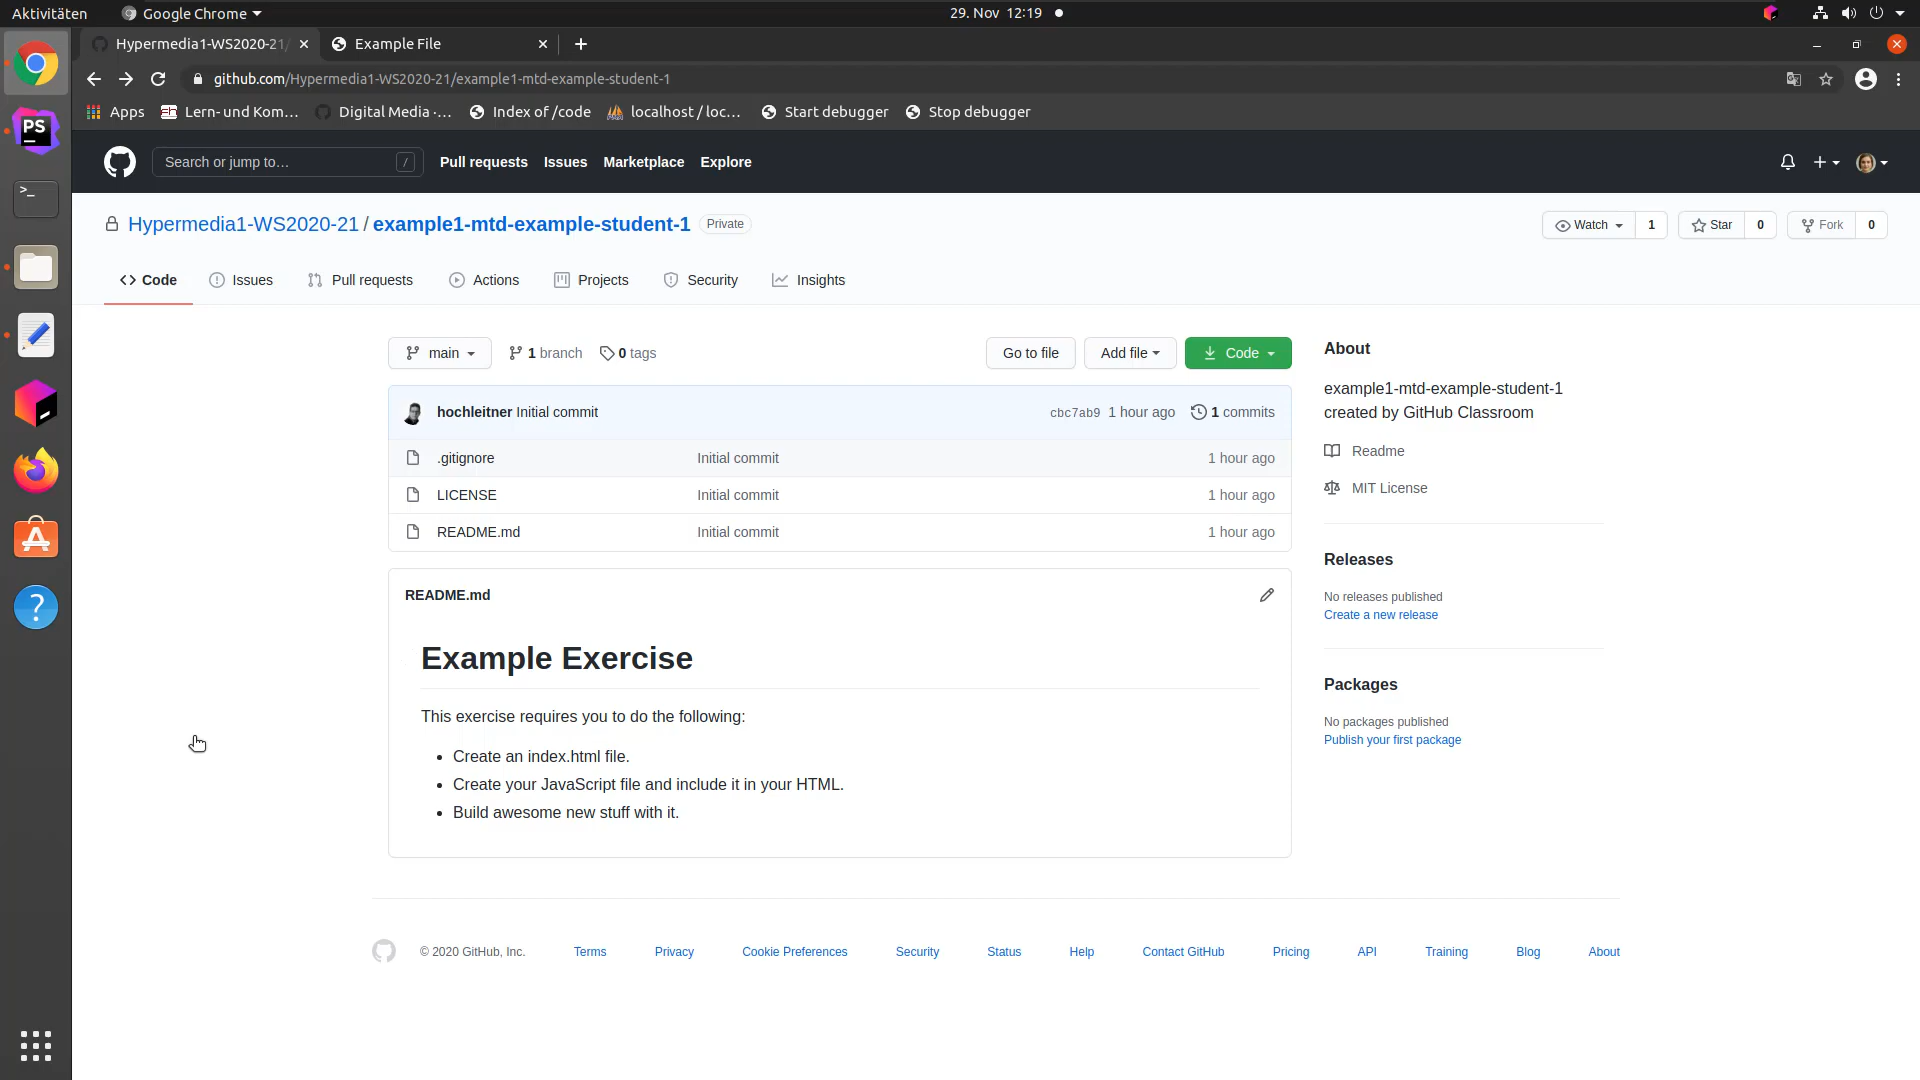 Aktivitäten
Google Chrome
29. Nov 12:19
Hypermedia1-WS2020-21/
Example File
github.com/Hypermedia1-WS2020-21/example1-mtd-example-student-1
Apps
Lern- und Kom…
Digital Media ·…
Index of /code
localhost / loc…
Start debugger
Stop debugger
PS
>_
Search or jump to…
/
Pull requests
Issues
Marketplace
Explore
Hypermedia1-WS2020-21 / example1-mtd-example-student-1
Private
Watch 1
Star 0
Fork 0
Code
Issues
Pull requests
Actions
Projects
Security
Insights
main
1 branch
0 tags
Go to file
Add file
Code
hochleitner Initial commit
cbc7ab9 1 hour ago
1 commits
.gitignore Initial commit 1 hour ago
LICENSE Initial commit 1 hour ago
README.md Initial commit 1 hour ago
README.md
Example Exercise
This exercise requires you to do the following:
• Create an index.html file.
• Create your JavaScript file and include it in your HTML.
• Build awesome new stuff with it.
About
example1-mtd-example-student-1
created by GitHub Classroom
Readme
MIT License
Releases
No releases published
Create a new release
Packages
No packages published
Publish your first package
?
© 2020 GitHub, Inc.
Terms
Privacy
Cookie Preferences
Security
Status
Help
Contact GitHub
Pricing
API
Training
Blog
About